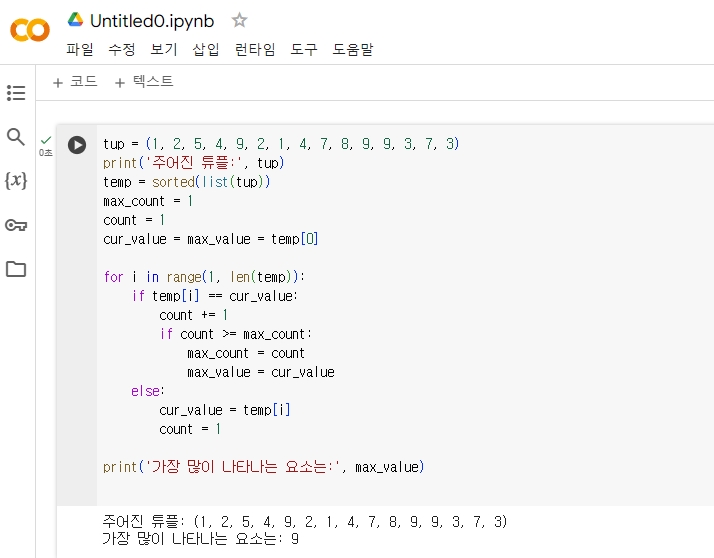 Untitled0.ipynb
파일 수정 보기 삽입 런타임 도구 도움말
+ 코드 + 텍스트
{x}
0초
tup = (1, 2, 5, 4, 9, 2, 1, 4, 7, 8, 9, 9, 3, 7, 3)
print('주어진 튜플:', tup)
temp = sorted(list(tup))
max_count = 1
count = 1
cur_value = max_value = temp[0]

for i in range(1, len(temp)):
    if temp[i] == cur_value:
        count += 1
        if count >= max_count:
            max_count = count
            max_value = cur_value
    else:
        cur_value = temp[i]
        count = 1

print('가장 많이 나타나는 요소는:', max_value)
주어진 튜플: (1, 2, 5, 4, 9, 2, 1, 4, 7, 8, 9, 9, 3, 7, 3)
가장 많이 나타나는 요소는: 9